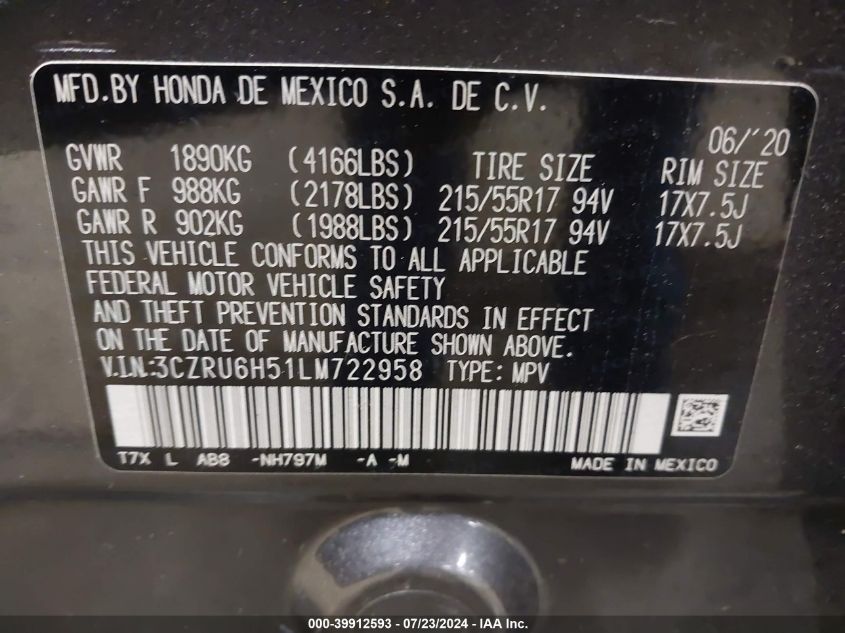 MFD.BY HONDA DE MEXICO S.A. DE C.V.
06/'20
GVWR 1890KG (4166LBS) TIRE SIZE RIM SIZE
GAWR F 988KG (2178LBS) 215/55R17 94V 17X7.5J
GAWR R 902KG (1988LBS) 215/55R17 94V 17X7.5J
THIS VEHICLE CONFORMS TO ALL APPLICABLE
FEDERAL MOTOR VEHICLE SAFETY
AND THEFT PREVENTION STANDARDS IN EFFECT
ON THE DATE OF MANUFACTURE SHOWN ABOVE.
V.I.N.:3CZRU6H51LM722958 TYPE: MPV
T7X L AB8 -NH797M -A -M MADE IN MEXICO
000-39912593 / 07/23/2024 / Copyright © IAA, LLC.